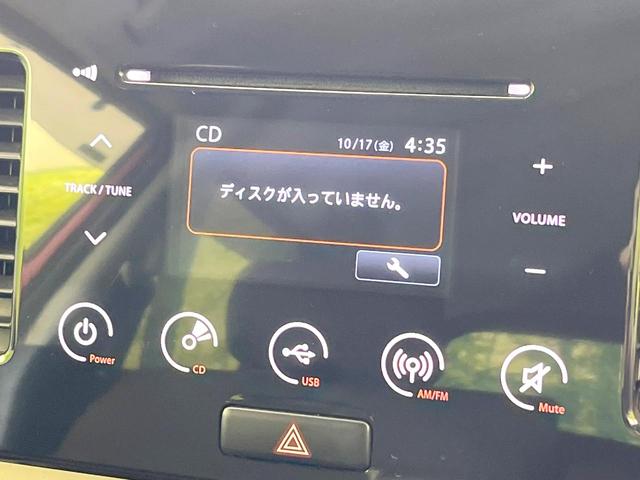 CD 10/17(金) 4:35
TRACK / TUNE
ディスクが入っていません。
VOLUME
Power
CD
USB
AM/FM
Mute